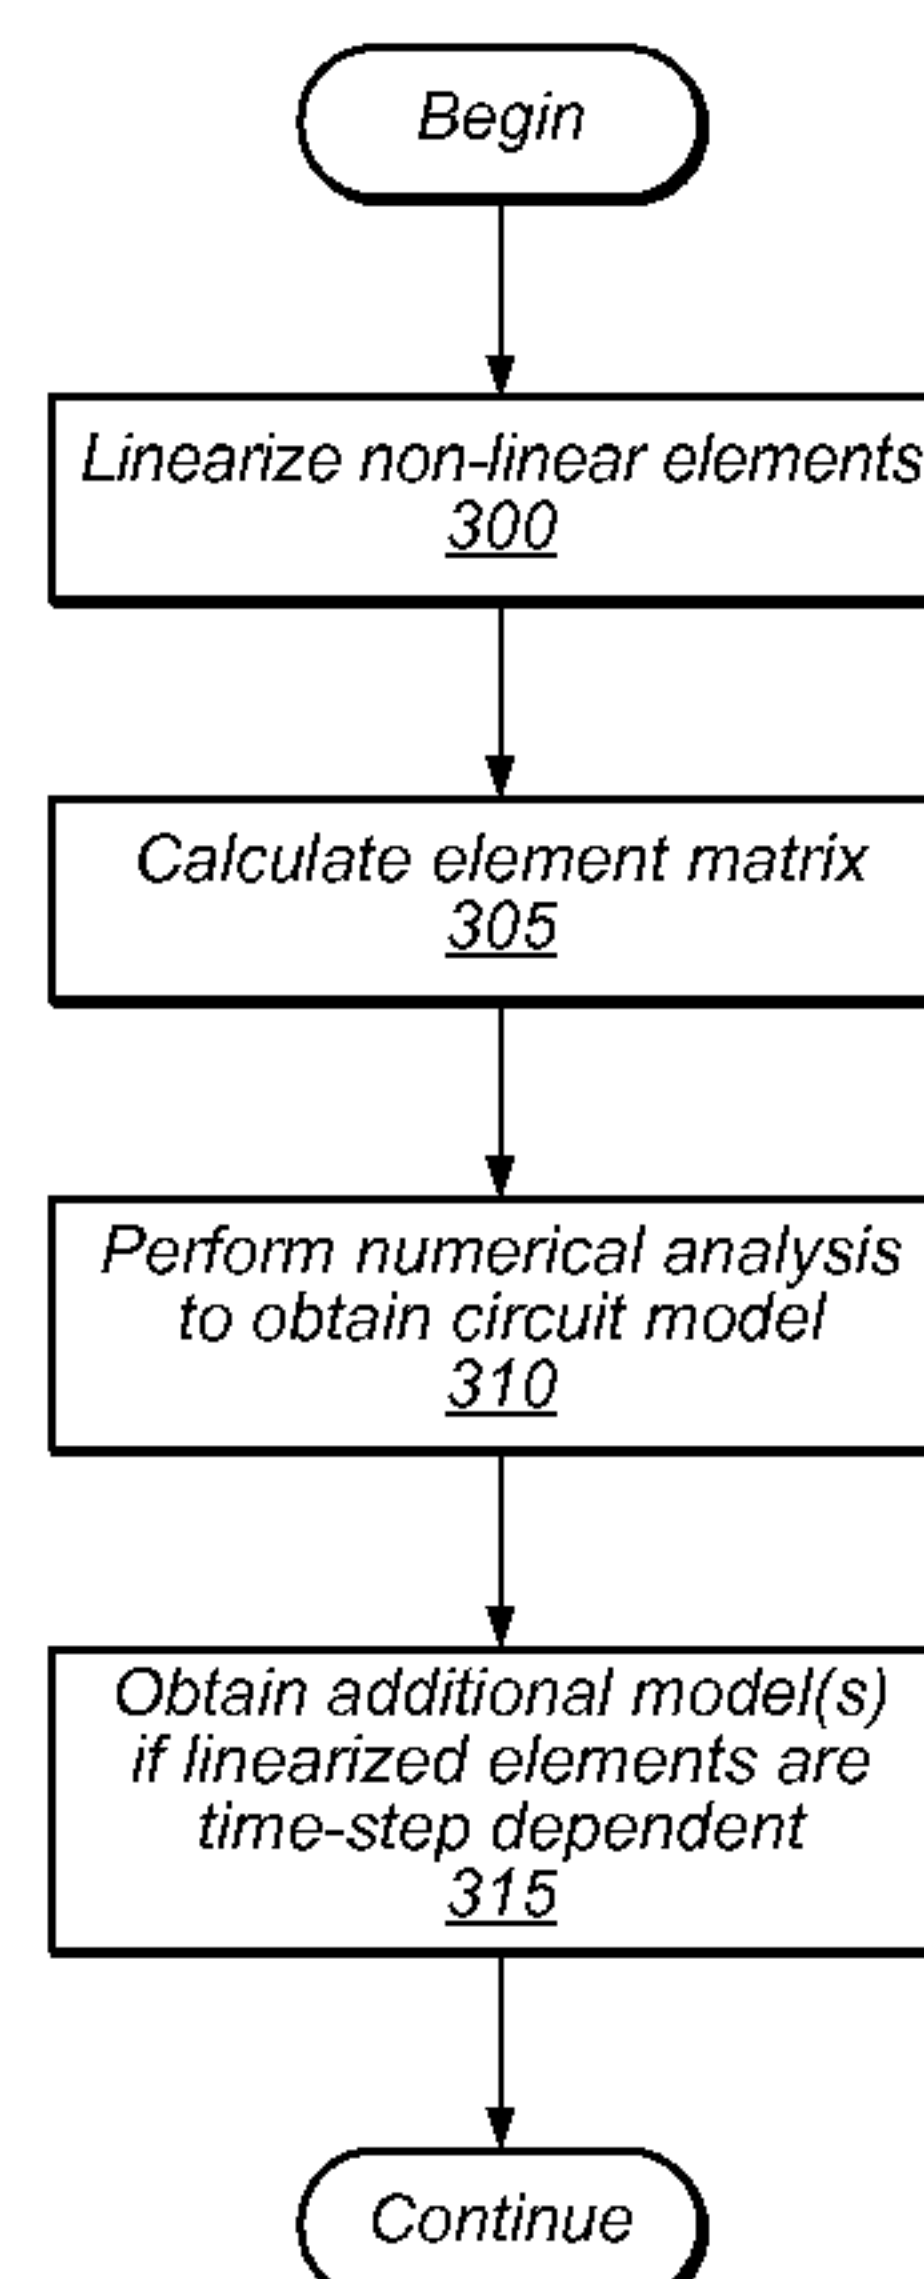 Begin
Linearize non-linear elements
300
Calculate element matrix
305
Perform numerical analysis
to obtain circuit model
310
Obtain additional model(s)
if linearized elements are
time-step dependent
315
Continue